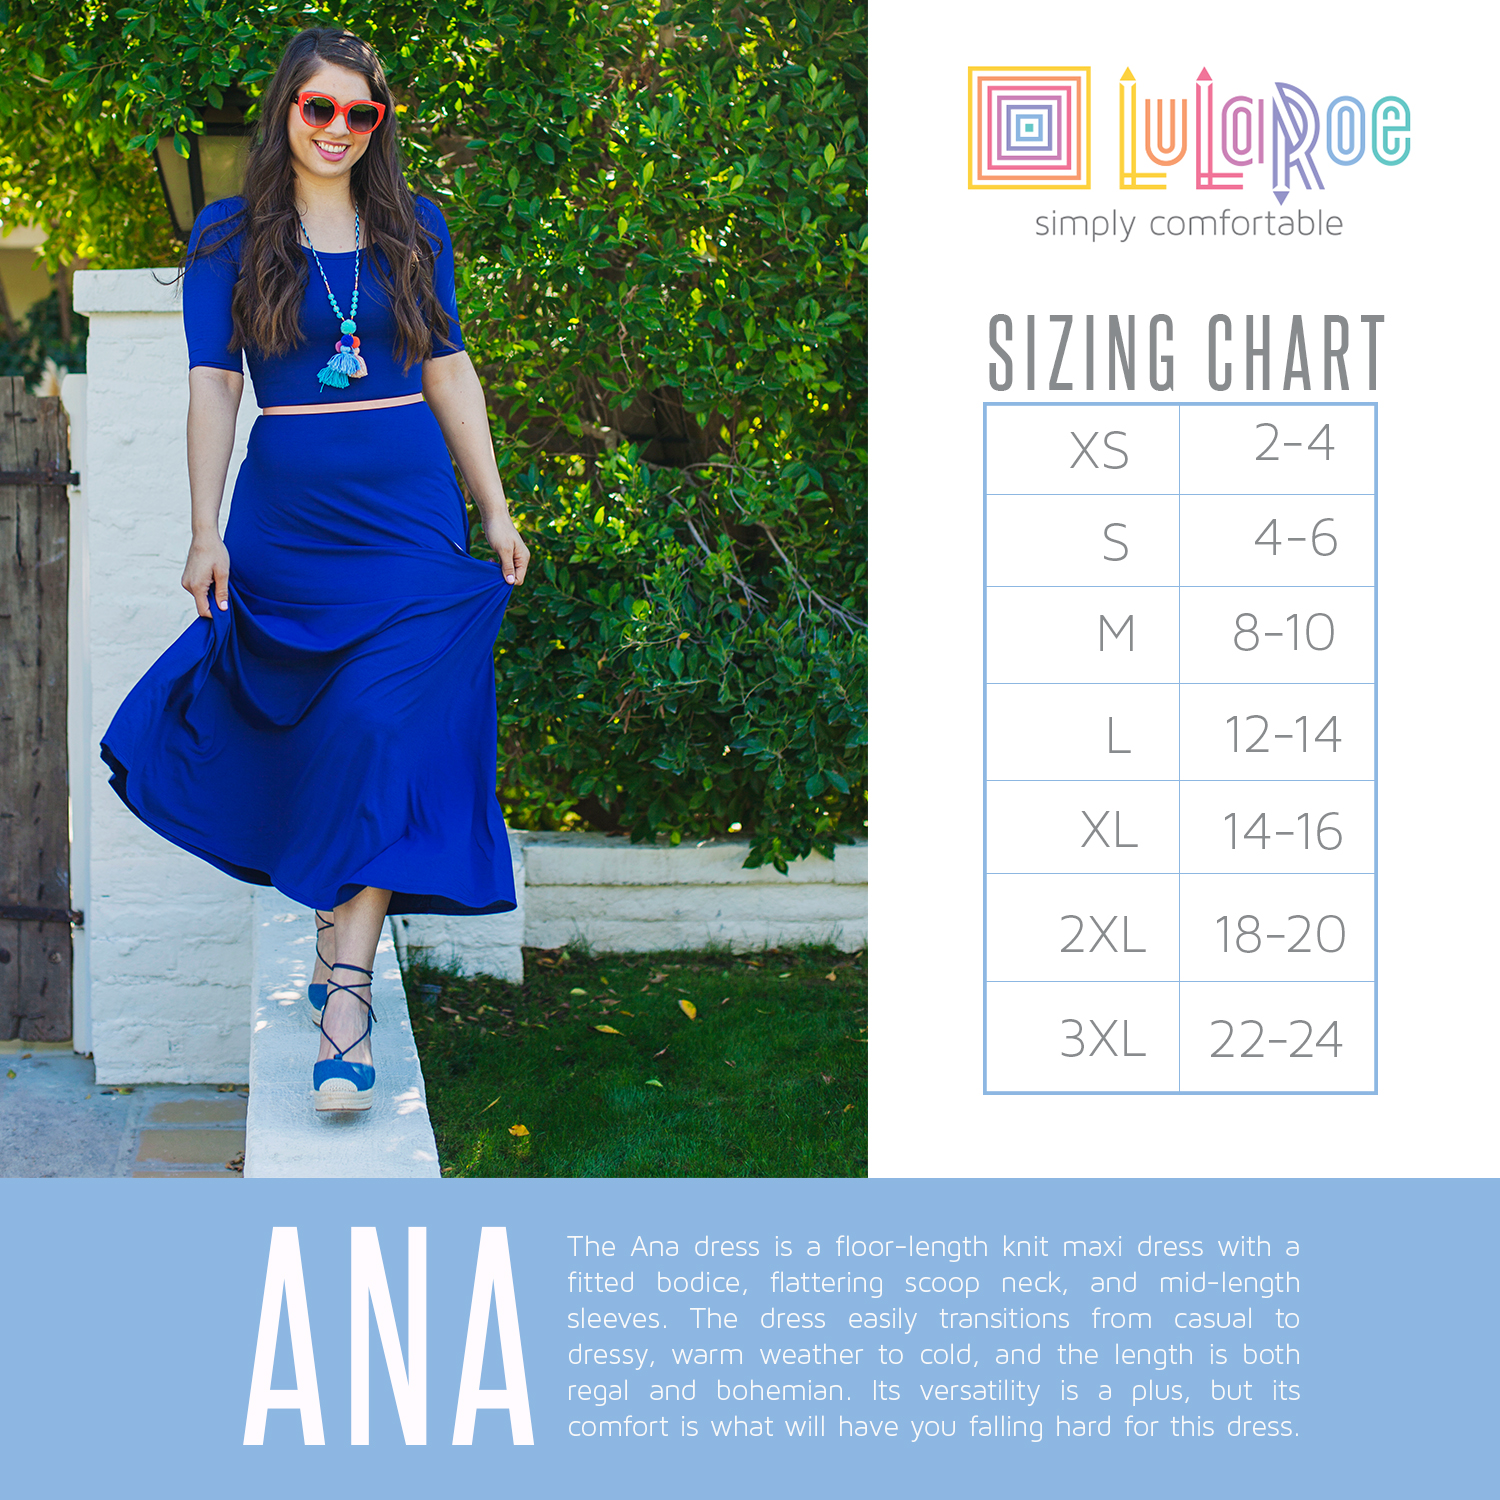 LuLaRoe
simply comfortable
SIZING CHART
XS 2-4
S 4-6
M 8-10
L 12-14
XL 14-16
2XL 18-20
3XL 22-24
ANA
The Ana dress is a floor-length knit maxi dress with a
fitted bodice, flattering scoop neck, and mid-length
sleeves. The dress easily transitions from casual to
dressy, warm weather to cold, and the length is both
regal and bohemian. Its versatility is a plus, but its
comfort is what will have you falling hard for this dress.